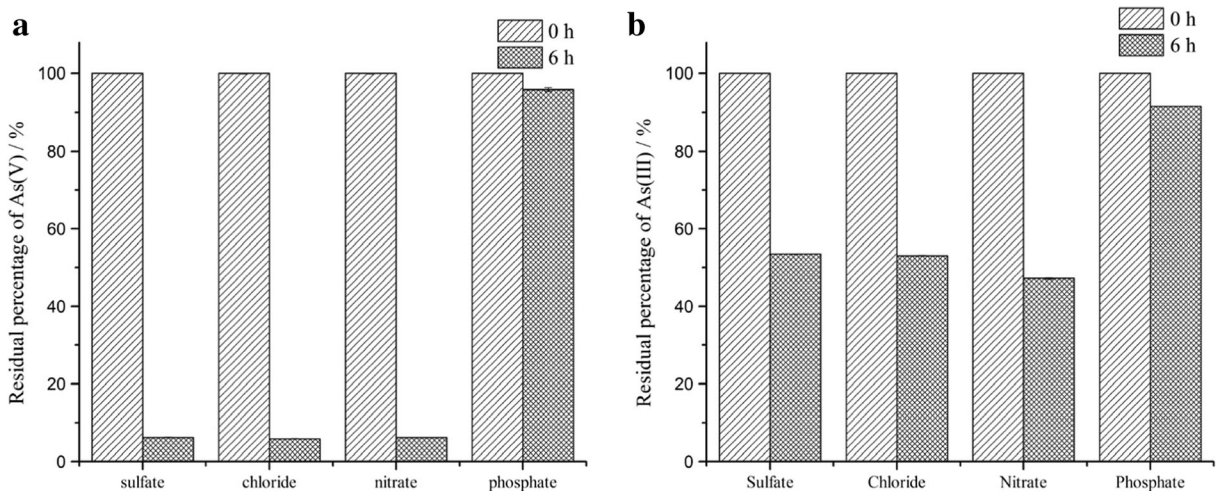 a
0 h
6 h
Residual percentage of As(V) / %
100
80
60
40
20
0
sulfate chloride nitrate phosphate
b
0 h
6 h
Residual percentage of As(III) / %
100
80
60
40
20
0
Sulfate Chloride Nitrate Phosphate